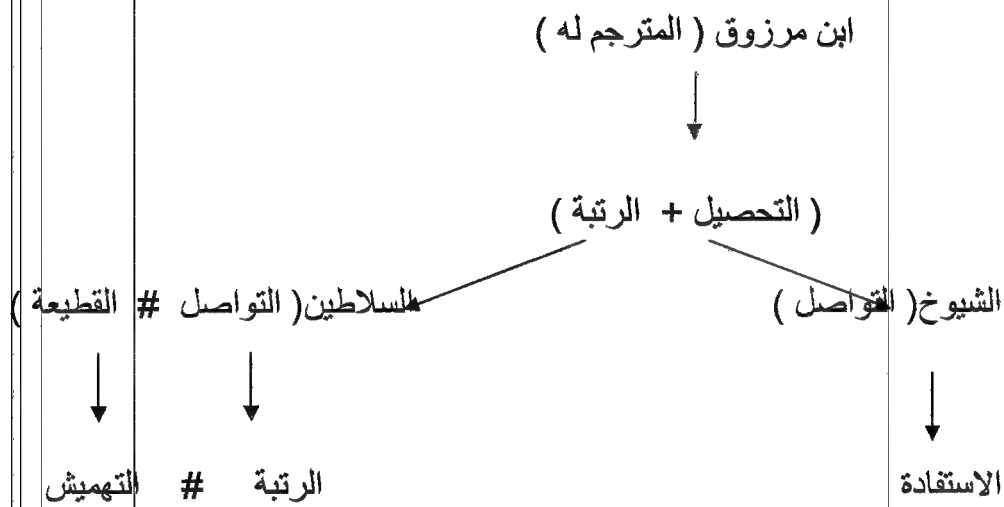 ابن مرزوق ( المترجم له )
( التحصيل + الرتبة )
الشيوخ( التواصل ) السلاطين( التواصل # القطيعة )
الاستفادة الرتبة # التهميش